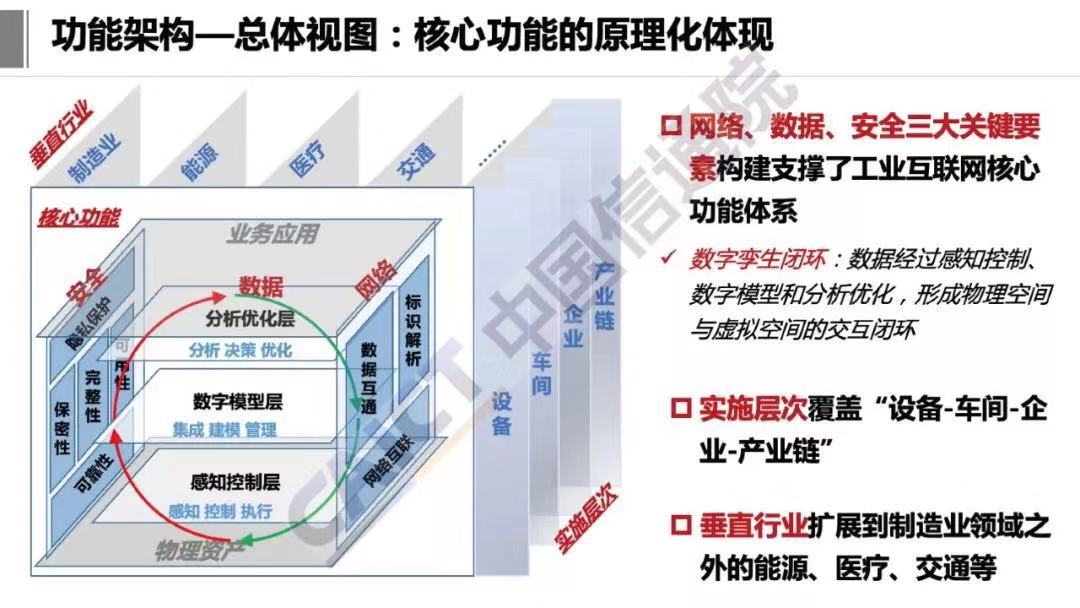 功能架构—总体视图：核心功能的原理化体现
垂直行业
制造业
能源
医疗
交通
……
核心功能
业务应用
安全
数据
网络
隐私保护
分析优化层
标识解析
可用性
分析 决策 优化
数据互通
完整性
保密性
数字模型层
集成 建模 管理
可靠性
感知控制层
网络互联
感知 控制 执行
物理资产
设备
车间
企业
产业链
实施层次
网络、数据、安全三大关键要
素构建支撑了工业互联网核心
功能体系
✓ 数字孪生闭环：数据经过感知控制、
数字模型和分析优化，形成物理空间
与虚拟空间的交互闭环
实施层次覆盖“设备-车间-企
业-产业链”
垂直行业扩展到制造业领域之
外的能源、医疗、交通等
CAICT 中国信通院